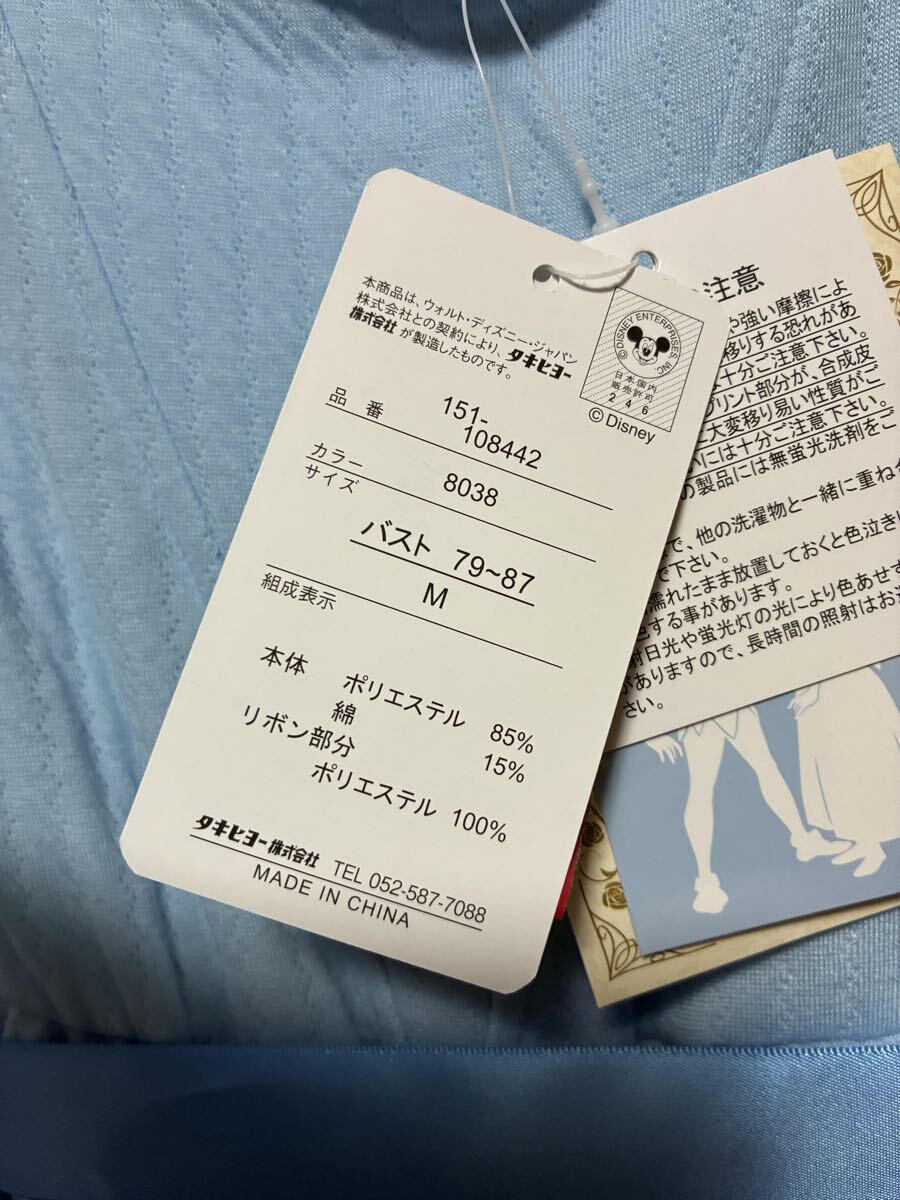 本商品は、ウォルト・ディズニー・ジャパン
株式会社との契約により、タキヒヨー
株式会社 が製造したものです。
© DISNEY ENTERPRISES INC
日本国内
販売許可
2 4 6
© Disney
品 番 151-
108442
カラー 8038
サイズ
バスト 79~87
M
組成表示
本体 ポリエステル 85%
綿 15%
リボン部分
ポリエステル 100%
タキヒヨー株式会社 TEL 052-587-7088
MADE IN CHINA
注意
や強い摩擦によ
移りする恐れがあ
十分ご注意下さい。
プリント部分が、合成皮
大変移り易い性質がご
には十分ご注意下さい。
の製品には無蛍光洗剤をご
で、他の洗濯物と一緒に重ね
で下さい。
濡れたまま放置しておくと色泣き
する事があります。
射日光や蛍光灯の光により色あせ
がありますので、長時間の照射はお
さい。